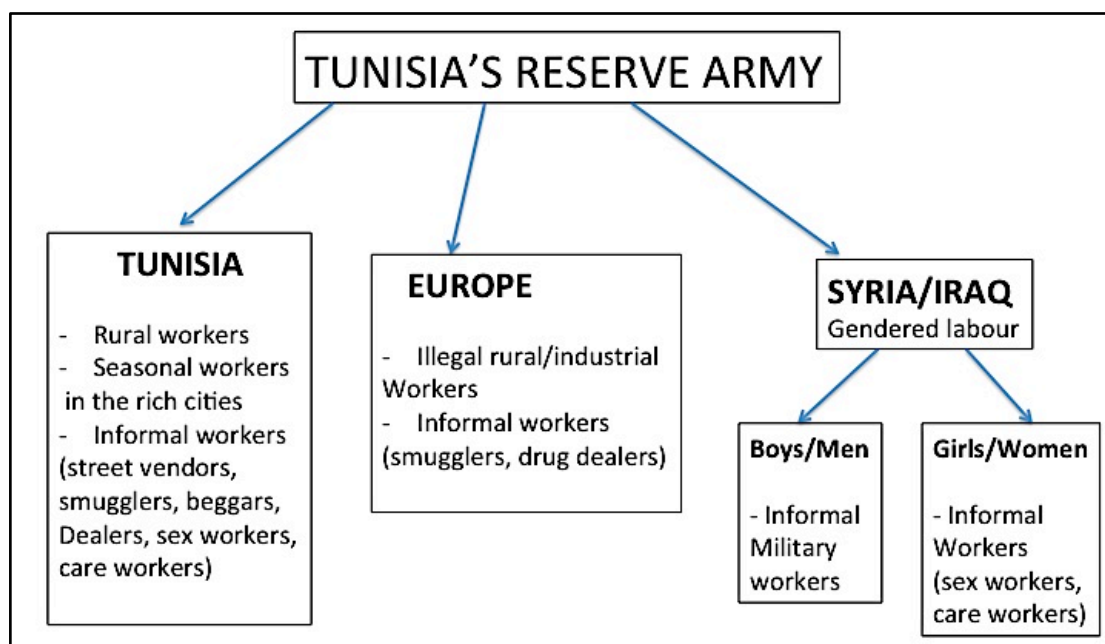 TUNISIA'S RESERVE ARMY
TUNISIA
- Rural workers
- Seasonal workers
in the rich cities
- Informal workers
(street vendors,
smugglers, beggars,
Dealers, sex workers,
care workers)
EUROPE
- Illegal rural/industrial
Workers
- Informal workers
(smugglers, drug dealers)
SYRIA/IRAQ
Gendered labour
Boys/Men
- Informal
Military
workers
Girls/Women
- Informal
Workers
(sex workers,
care workers)